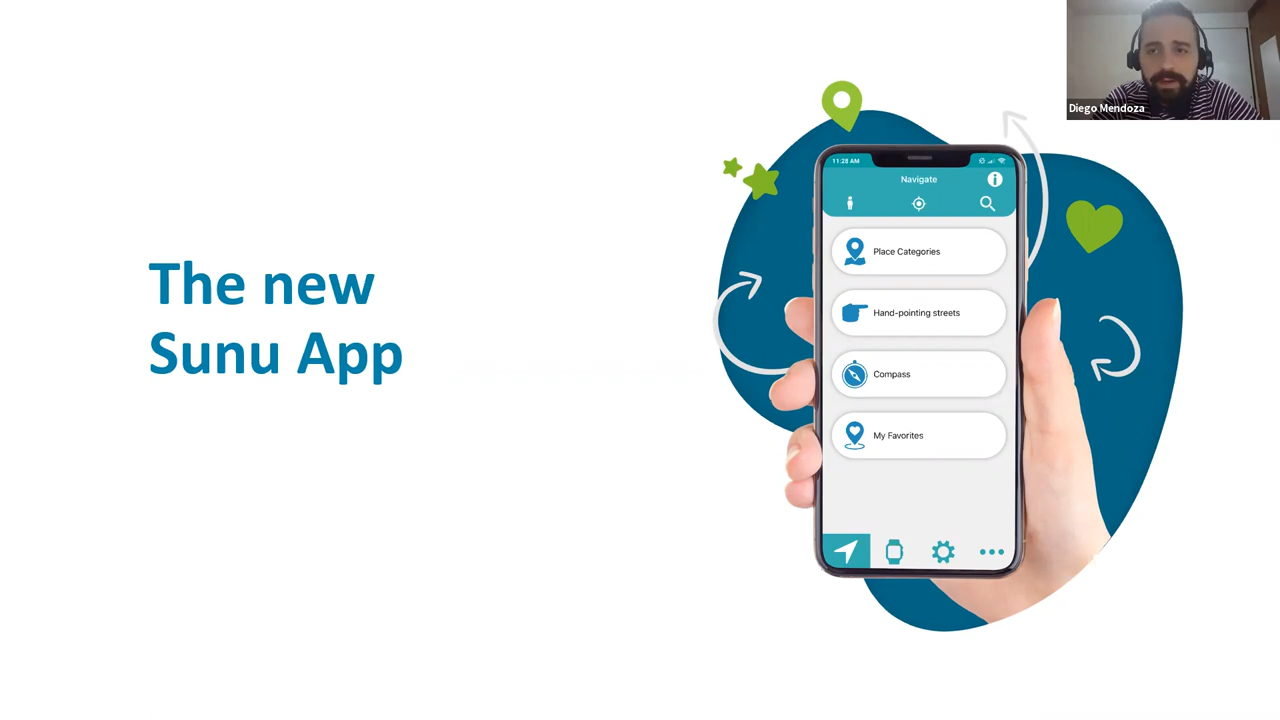 The new
Sunu App
Diego Mendoza
11:28 AM
Navigate
Place Categories
Hand-pointing streets
Compass
My Favorites